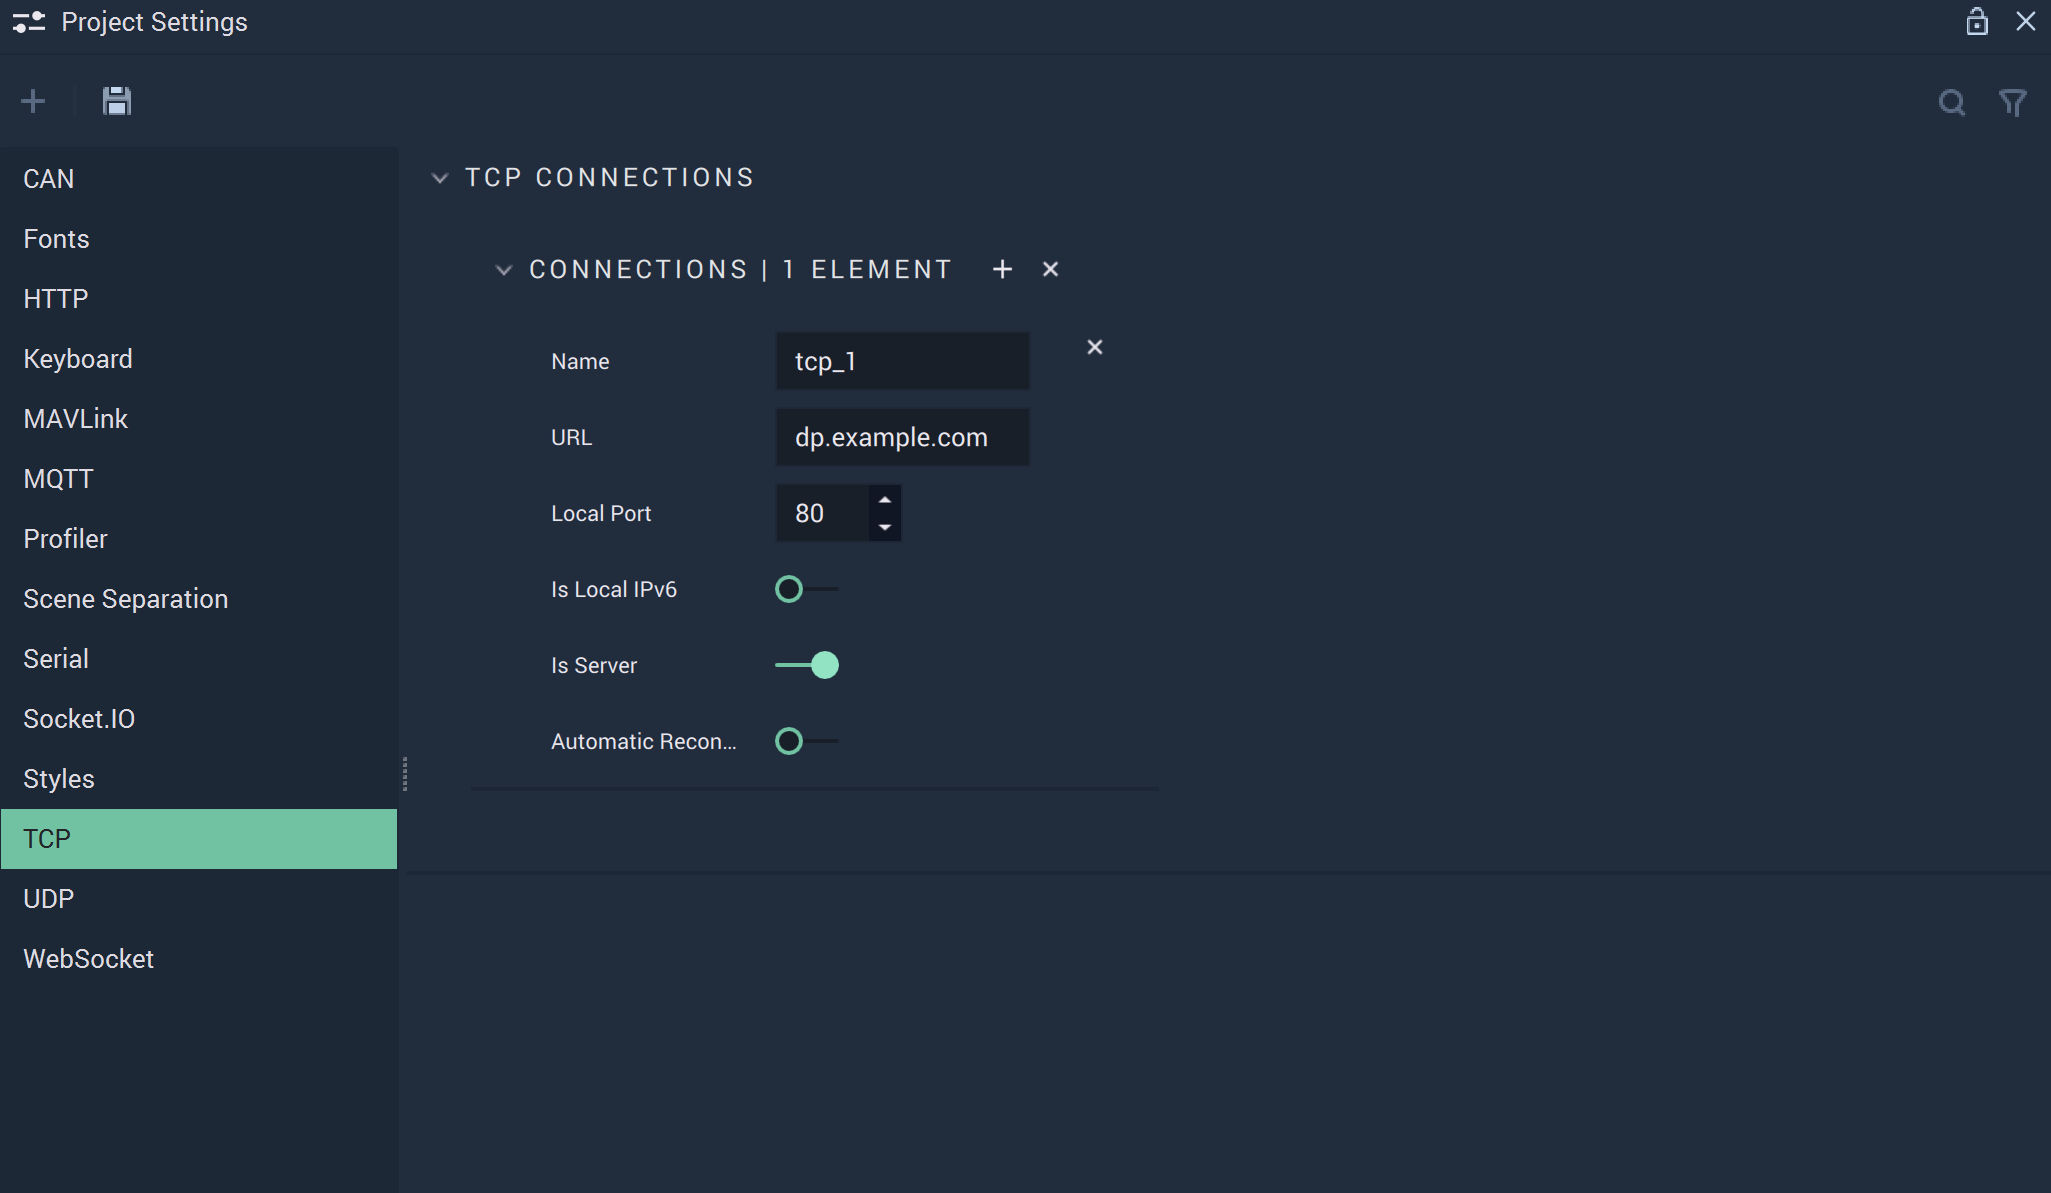 Project Settings
CAN
Fonts
HTTP
Keyboard
MAVLink
MQTT
Profiler
Scene Separation
Serial
Socket.IO
Styles
TCP
UDP
WebSocket
TCP CONNECTIONS
CONNECTIONS | 1 ELEMENT
Name tcp_1
URL dp.example.com
Local Port 80
Is Local IPv6
Is Server
Automatic Recon...